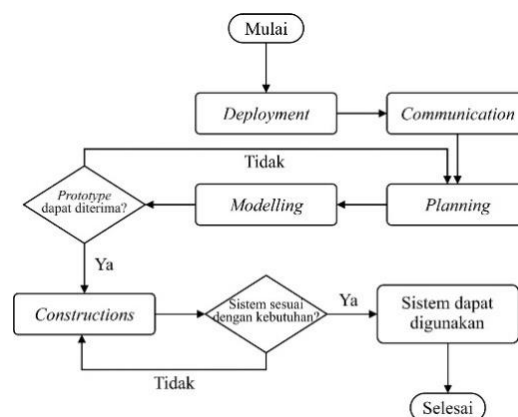 Mulai
Deployment
Communication
Tidak
Prototype
dapat diterima?
Modelling
Planning
Ya
Constructions
Sistem sesuai
dengan kebutuhan?
Ya
Sistem dapat
digunakan
Tidak
Selesai